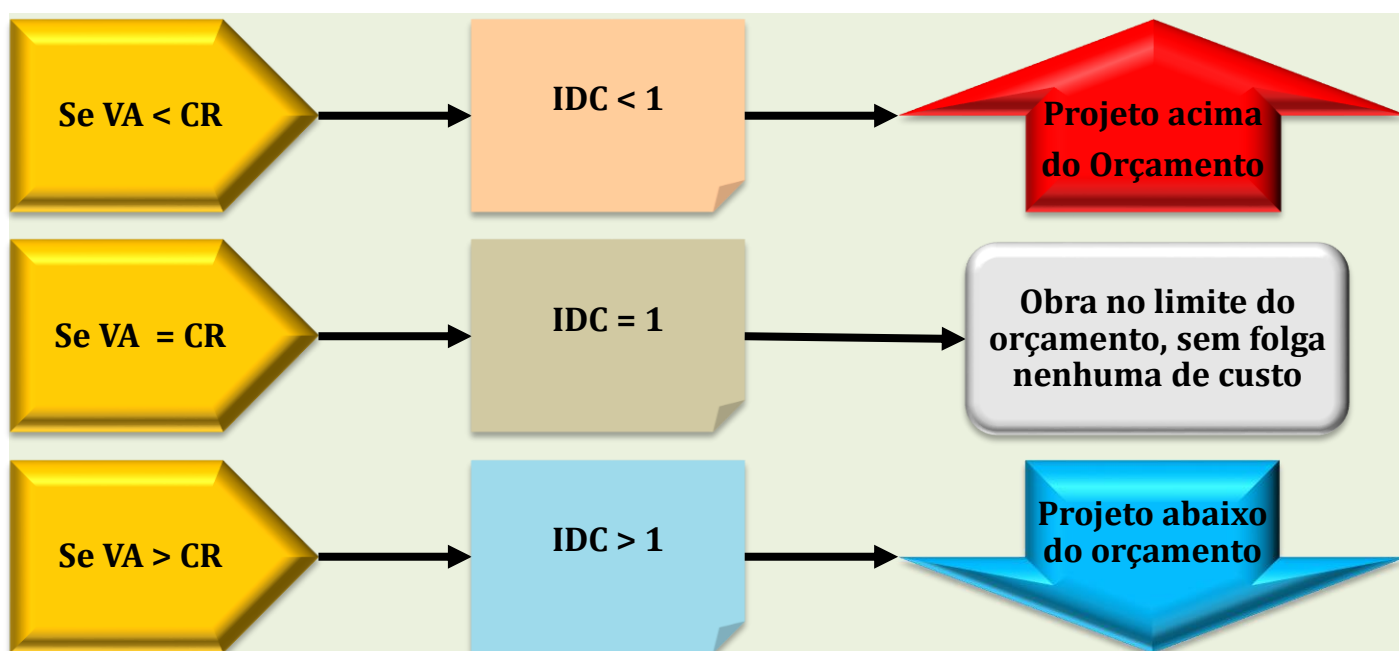 Se VA < CR
IDC < 1
Projeto acima
do Orçamento
Se VA = CR
IDC = 1
Obra no limite do
orçamento, sem folga
nenhuma de custo
Se VA > CR
IDC > 1
Projeto abaixo
do orçamento